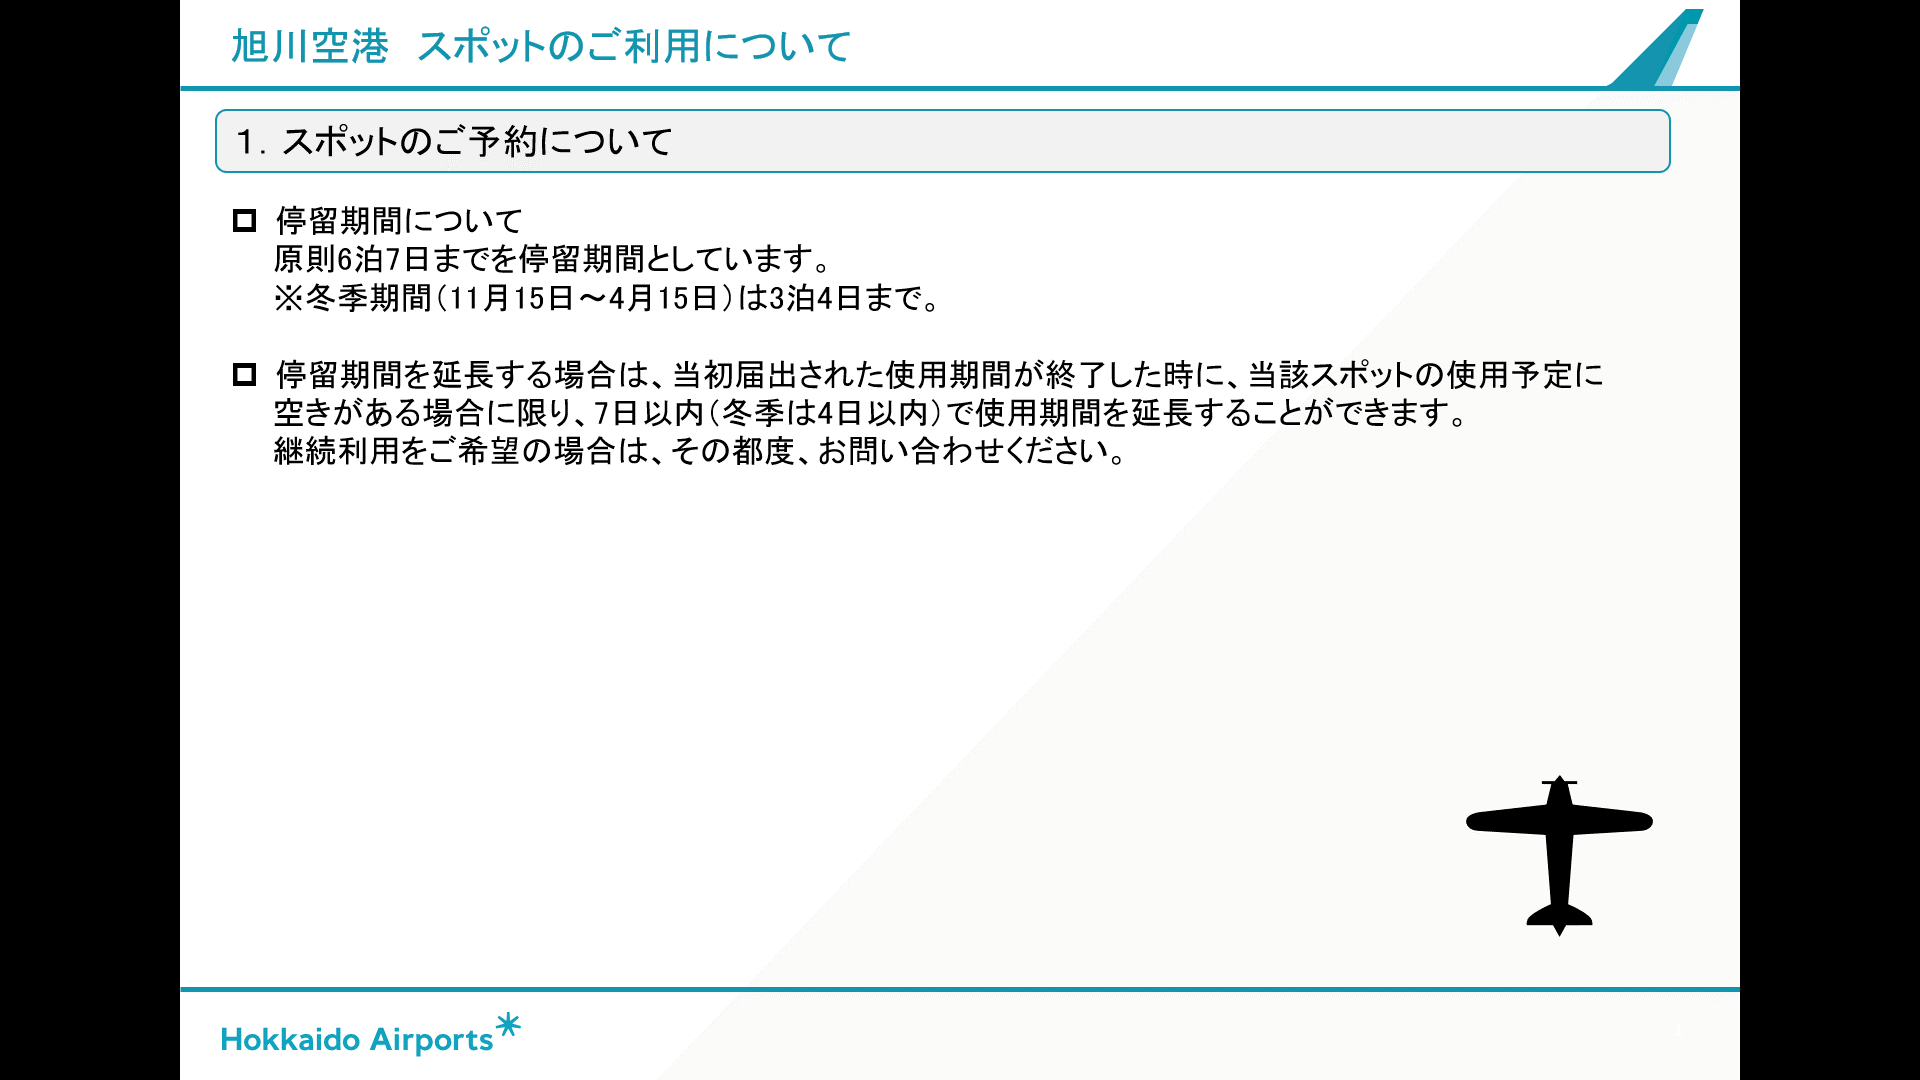 旭川空港　スポットのご利用について
１．スポットのご予約について
停留期間について
原則6泊7日までを停留期間としています。
※冬季期間（11月15日～4月15日）は3泊4日まで。
停留期間を延長する場合は、当初届出された使用期間が終了した時に、当該スポットの使用予定に
空きがある場合に限り、7日以内（冬季は4日以内）で使用期間を延長することができます。
継続利用をご希望の場合は、その都度、お問い合わせください。
Hokkaido Airports